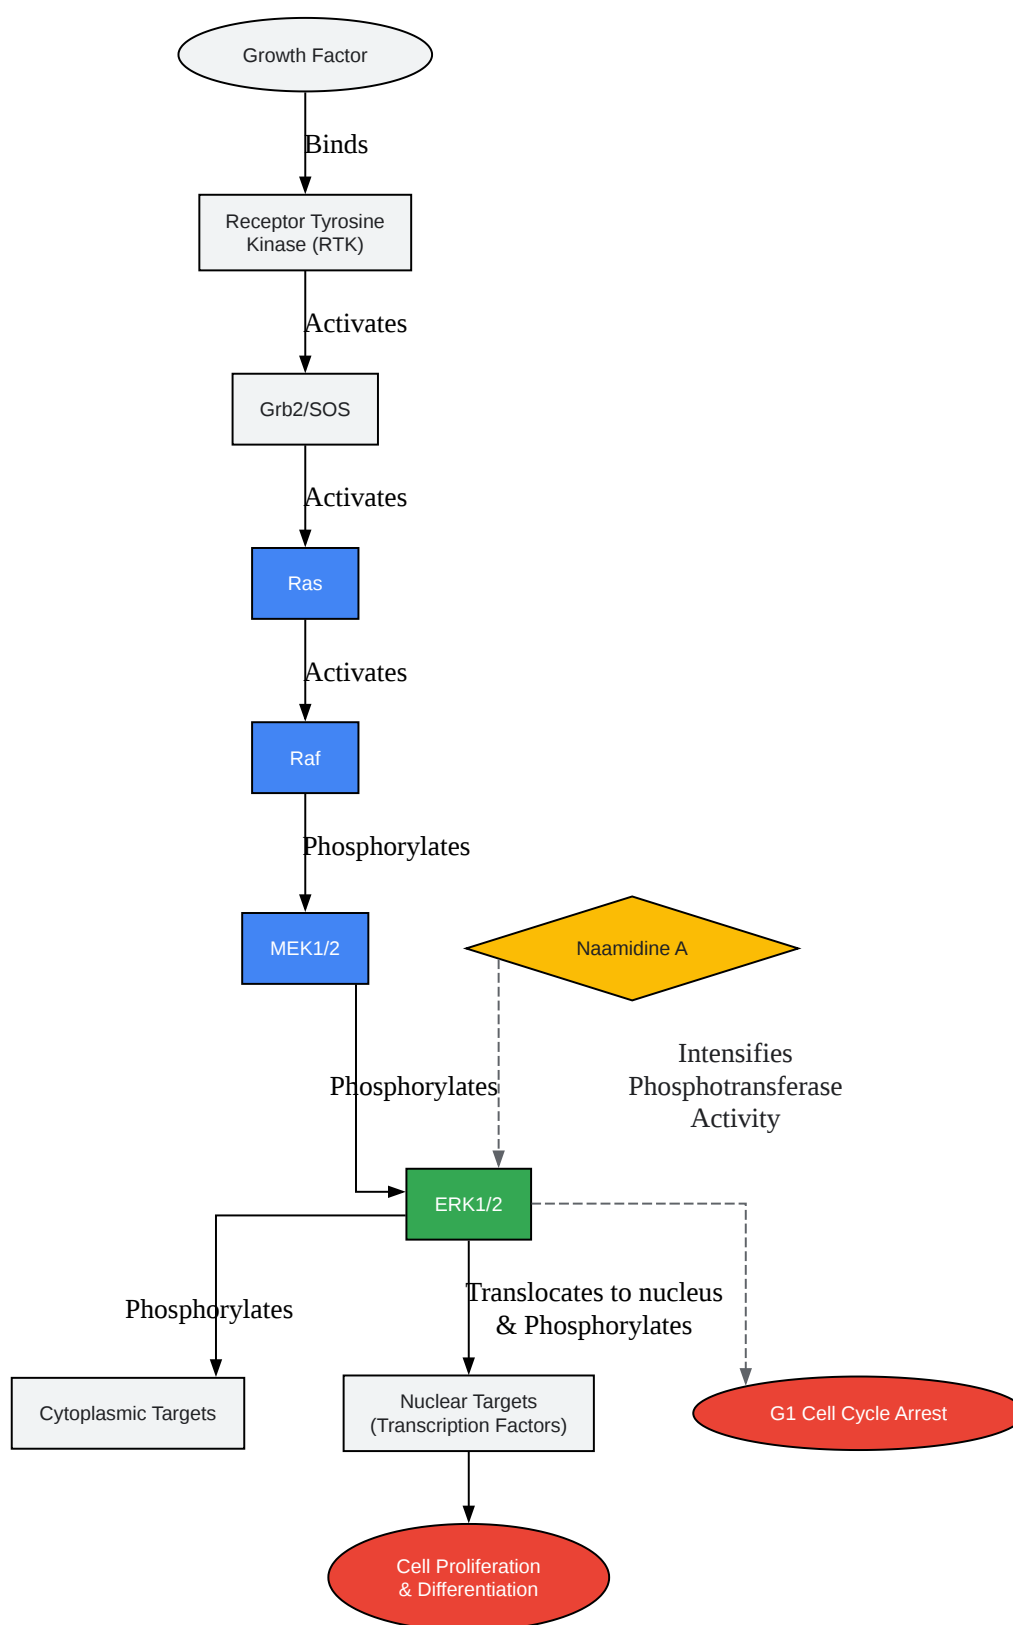 Growth Factor
Binds
Receptor Tyrosine
Kinase (RTK)
Activates
Grb2/SOS
Activates
Ras
Activates
Raf
Phosphorylates
MEK1/2
Naamidine A
Intensifies
Phosphotransferase
Activity
Phosphorylates
ERK1/2
Phosphorylates
Translocates to nucleus
& Phosphorylates
Cytoplasmic Targets
Nuclear Targets
(Transcription Factors)
G1 Cell Cycle Arrest
Cell Proliferation
& Differentiation